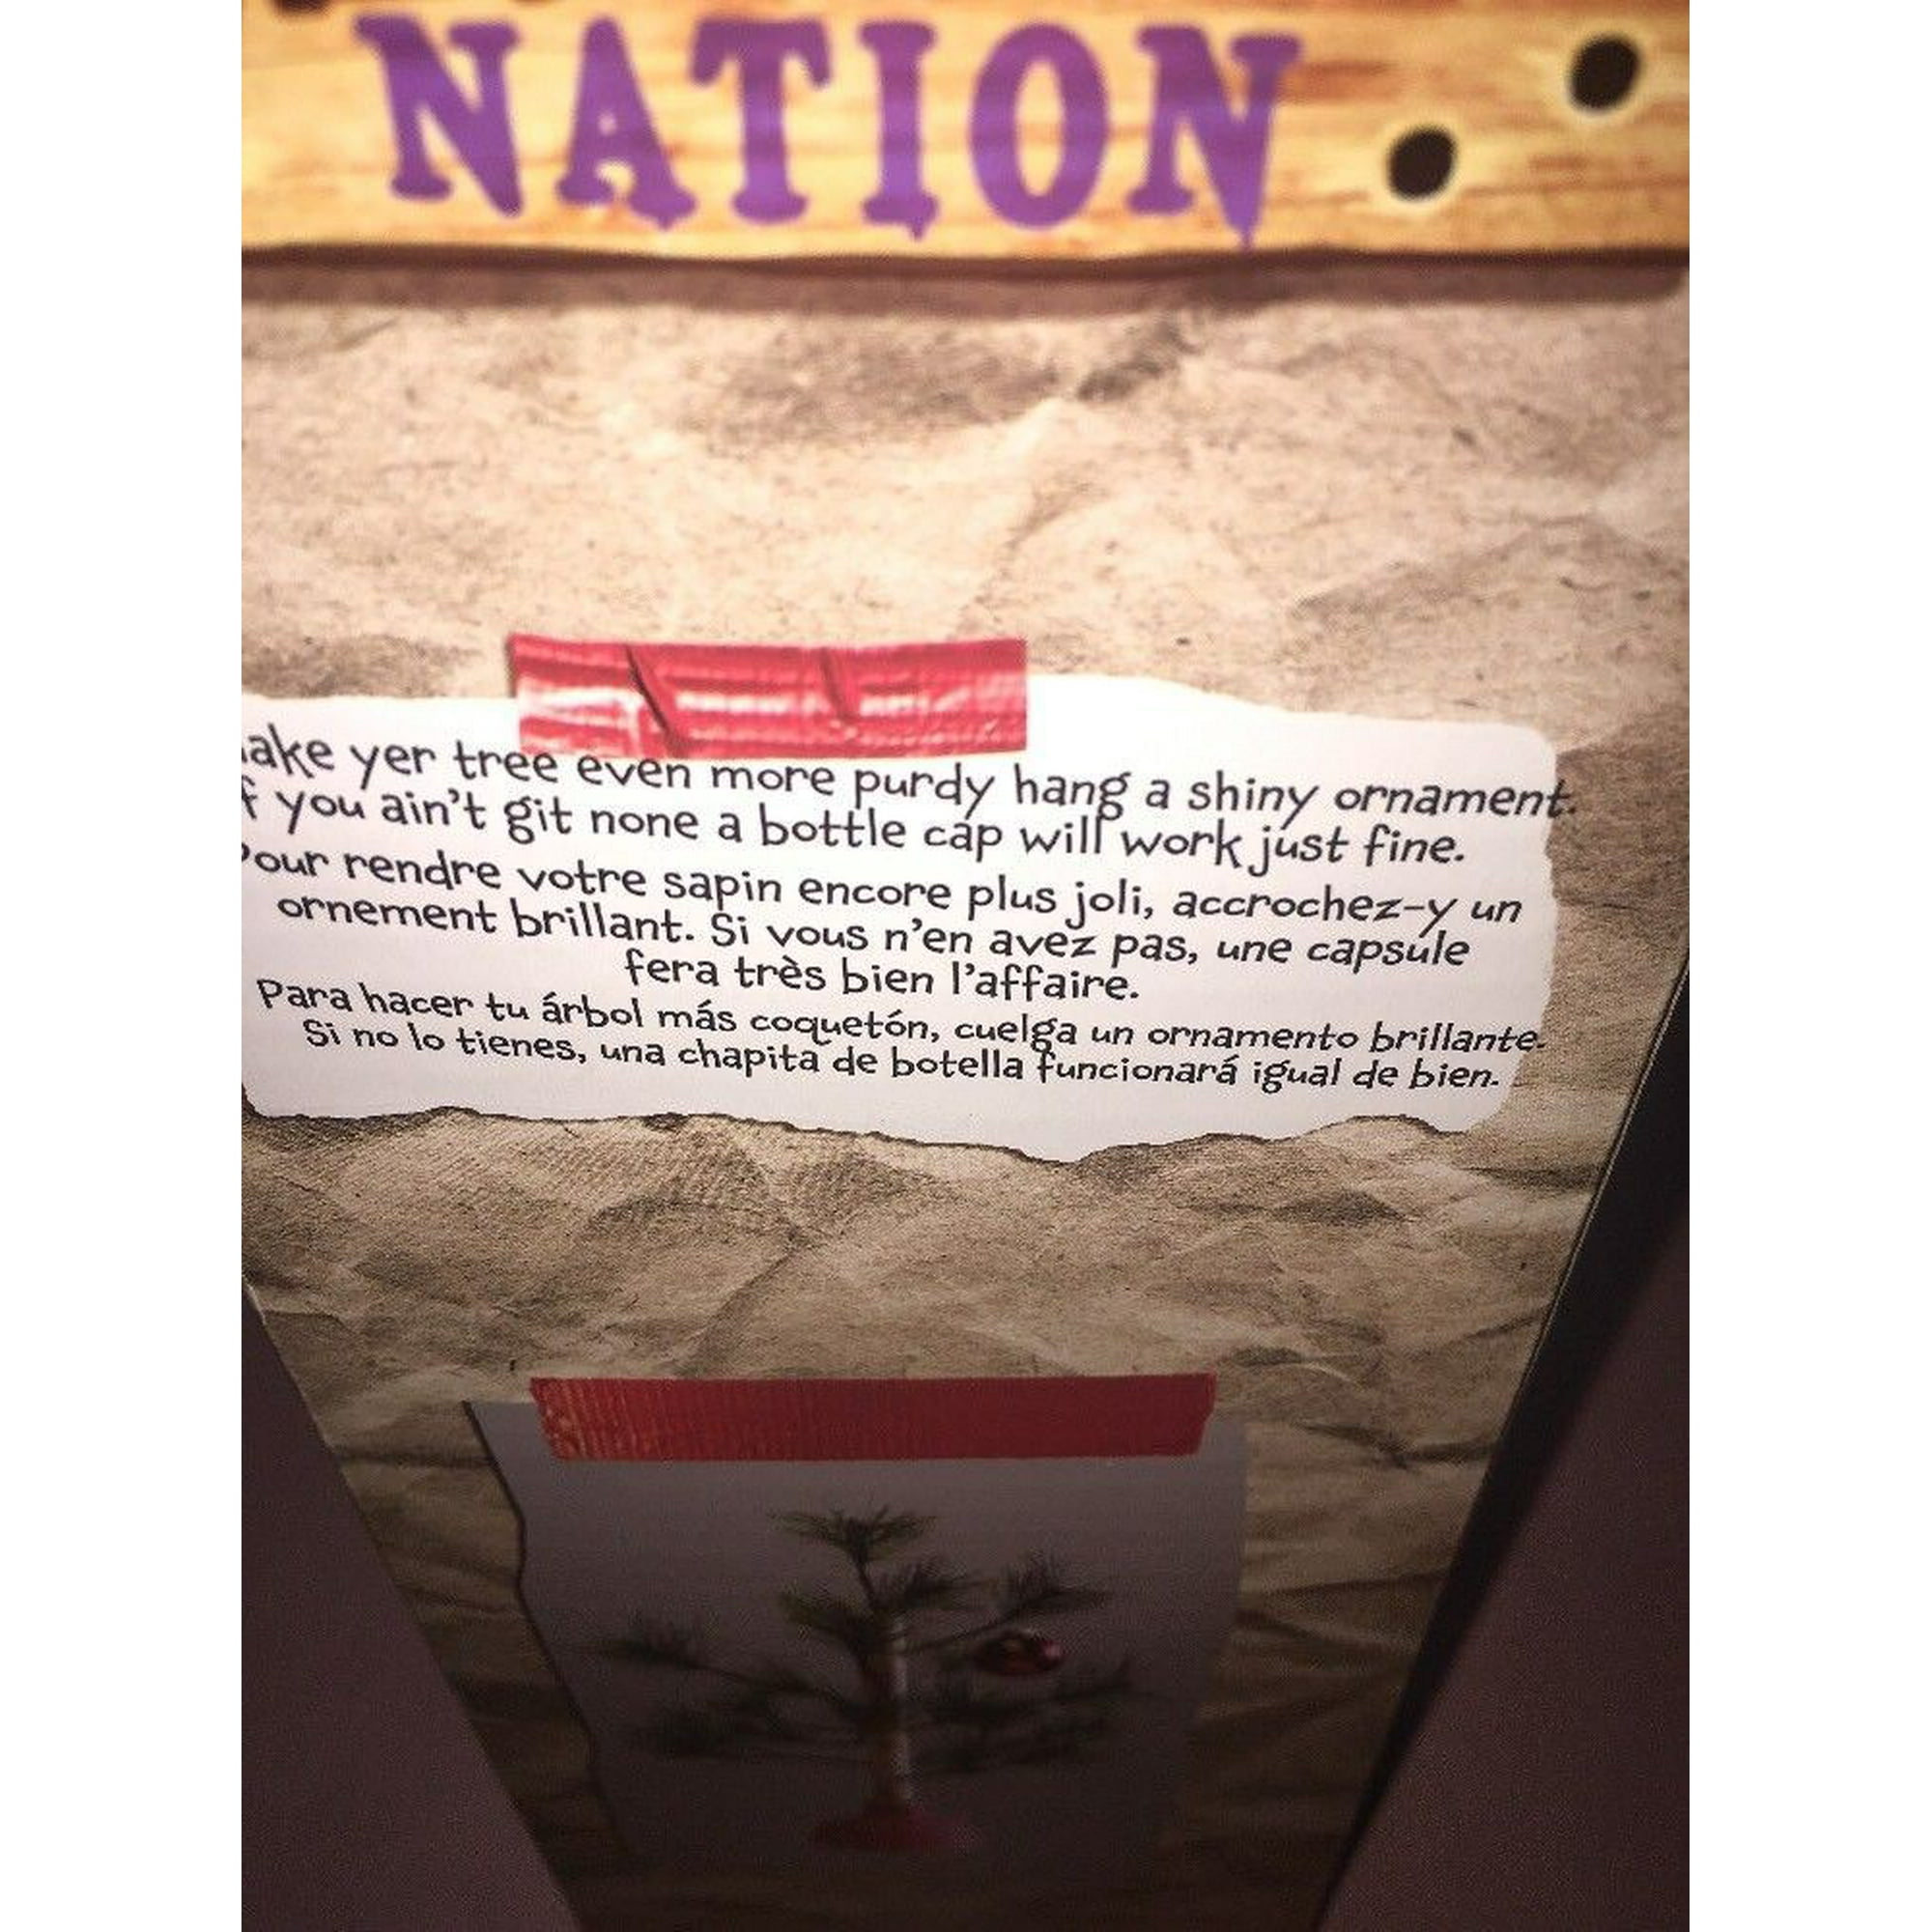 NATION
yer tree even more purdy hang a shiny ornament.
you ain't git none a bottle cap will work just fine.
Pour rendre votre sapin encore plus joli, accrochez-y un
ornement brillant. Si vous n'en avez pas, une capsule
fera très bien l'affaire.
Para hacer tu árbol más coquetón, cuelga un ornamento brillante.
Si no lo tienes, una chapita de botella funcionará igual de bien.